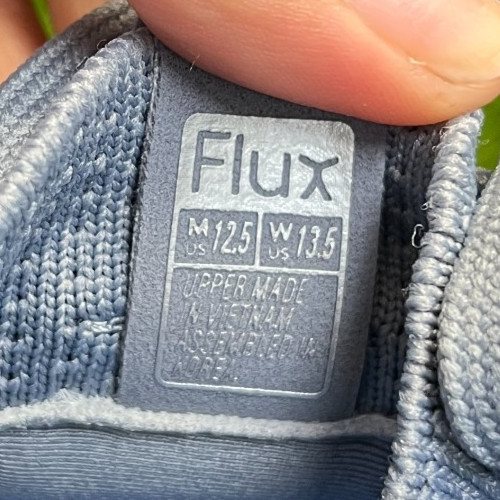 Flux
M US 12.5 W US 13.5
UPPER MADE
IN VIETNAM
ASSEMBLED IN
KOREA